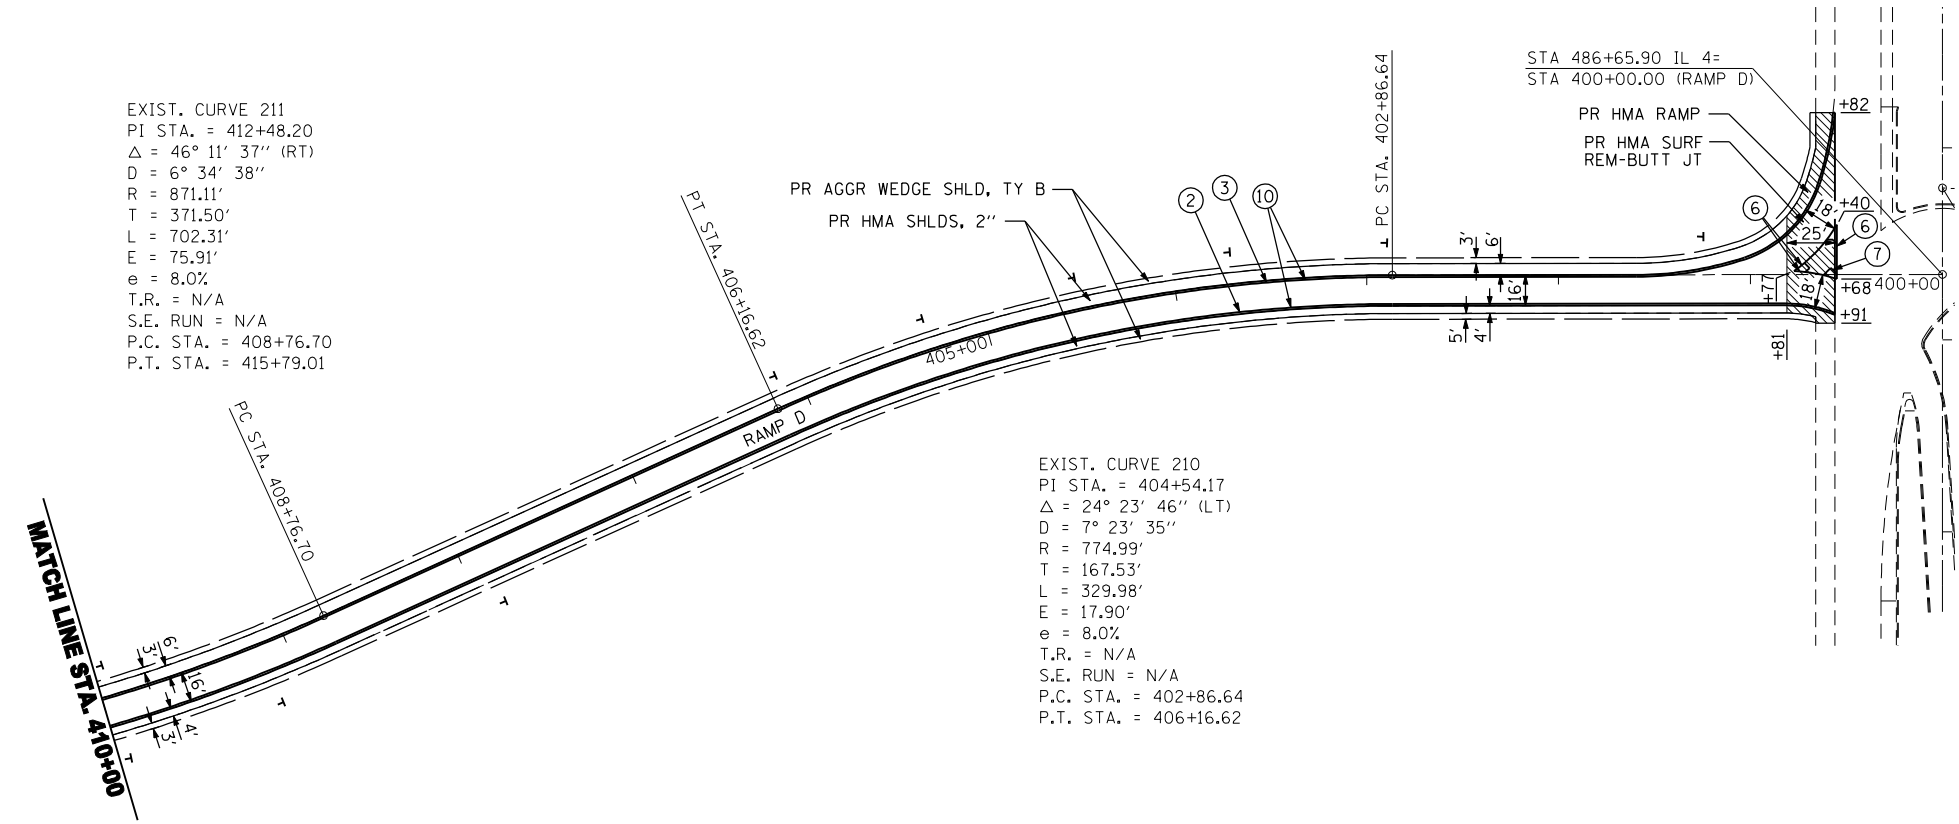 EXIST. CURVE 211
PI STA. = 412+48.20
Δ = 46° 11' 37'' (RT)
D = 6° 34' 38''
R = 871.11'
T = 371.50'
L = 702.31'
E = 75.91'
e = 8.0%
T.R. = N/A
S.E. RUN = N/A
P.C. STA. = 408+76.70
P.T. STA. = 415+79.01
PC STA. 408+76.70
MATCH LINE STA. 410+00
3'
6'
16'
4'
3'
PT STA. 406+16.62
RAMP D
405+00
PR AGGR WEDGE SHLD, TY B
PR HMA SHLDS, 2''
2
3
10
PC STA. 402+86.64
3'
6'
16'
5'
4'
STA 486+65.90 IL 4=
STA 400+00.00 (RAMP D)
PR HMA RAMP
PR HMA SURF
REM-BUTT JT
+82
6
18'
+40
25'
6
7
+77
18'
+68
400+00
+91
+81
EXIST. CURVE 210
PI STA. = 404+54.17
Δ = 24° 23' 46'' (LT)
D = 7° 23' 35''
R = 774.99'
T = 167.53'
L = 329.98'
E = 17.90'
e = 8.0%
T.R. = N/A
S.E. RUN = N/A
P.C. STA. = 402+86.64
P.T. STA. = 406+16.62